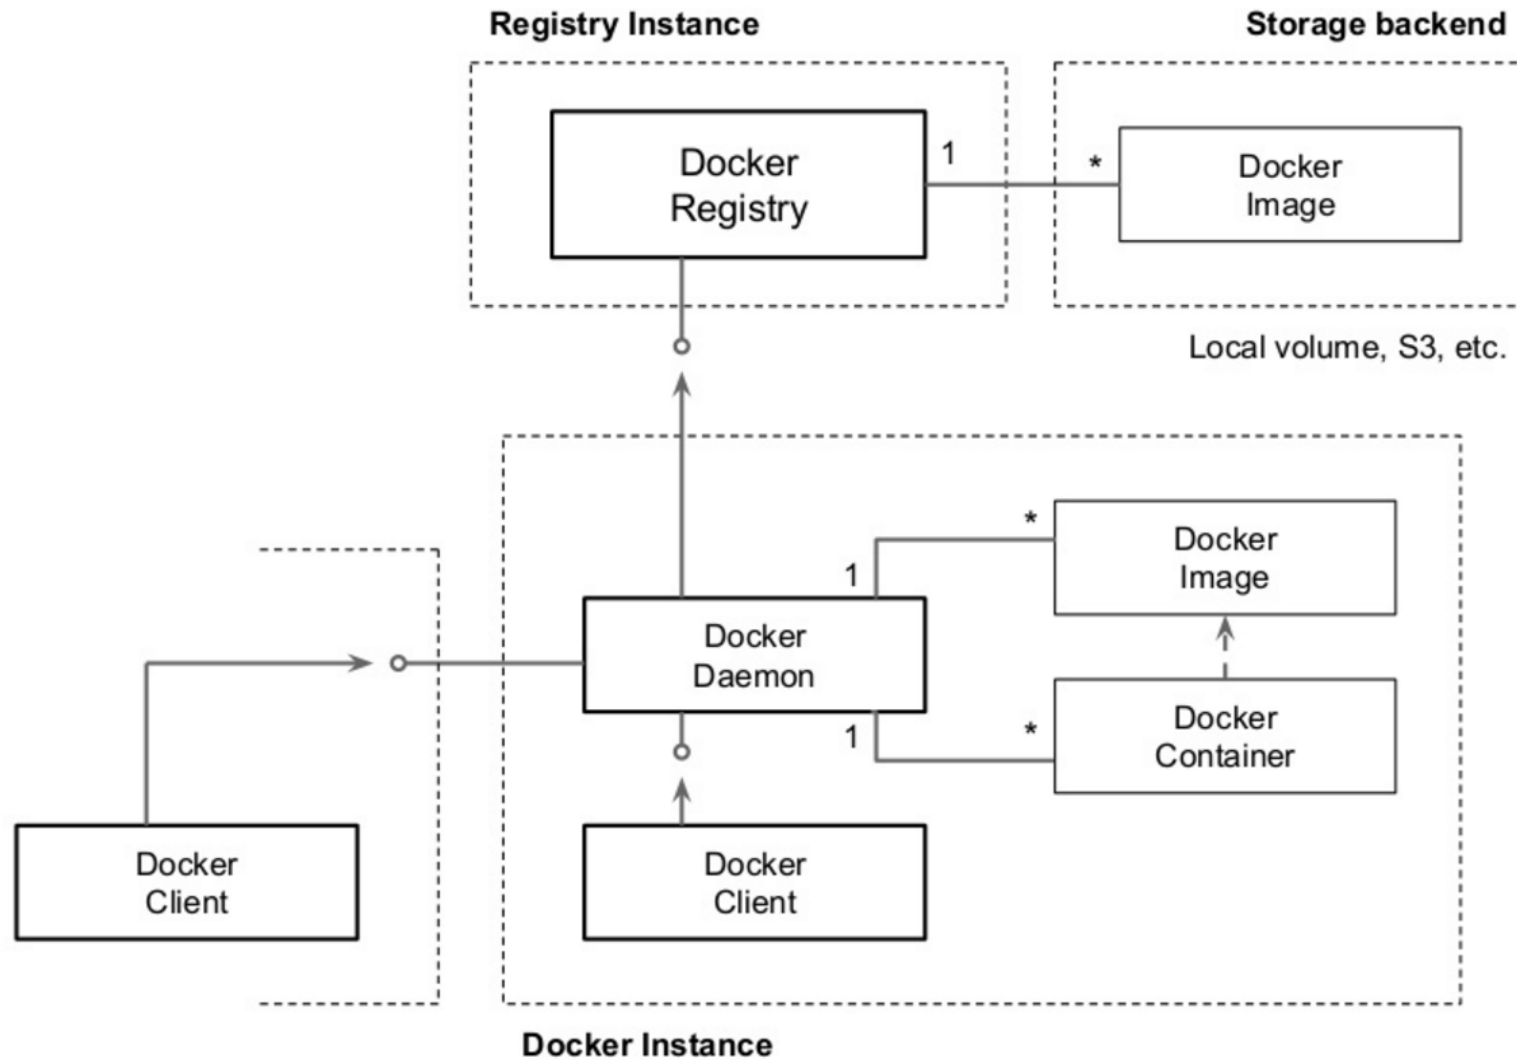 Registry Instance
Storage backend
Docker
Registry
1
*
Docker
Image
Local volume, S3, etc.
*
Docker
Image
1
Docker
Daemon
1
*
Docker
Container
Docker
Client
Docker
Client
Docker Instance